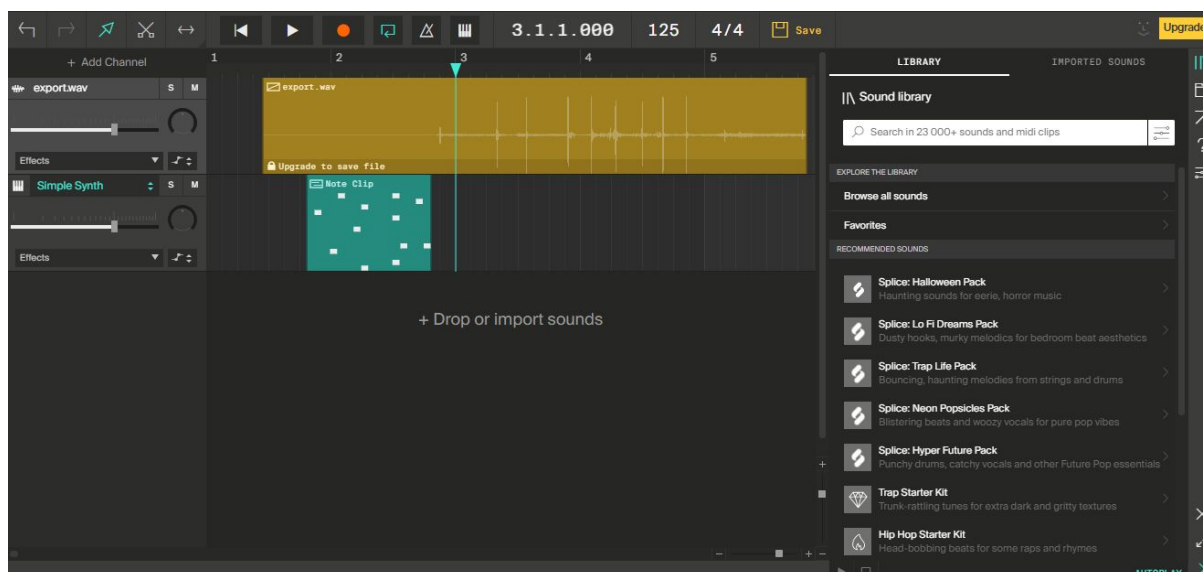 3.1.1.000 125 4/4 Save Upgrade
+ Add Channel
1 2 3 4 5
export.wav S M
Effects
Simple Synth S M
Effects
export.wav
Upgrade to save file
Note Clip
+ Drop or import sounds
LIBRARY IMPORTED SOUNDS
Sound library
Search in 23 000+ sounds and midi clips
EXPLORE THE LIBRARY
Browse all sounds
Favorites
RECOMMENDED SOUNDS
Splice: Halloween Pack
Haunting sounds for eerie, horror music
Splice: Lo Fi Dreams Pack
Dusty hooks, murky melodics for bedroom beat aesthetics
Splice: Trap Life Pack
Bouncing, haunting melodies from strings and drums
Splice: Neon Popsicles Pack
Blistering beats and woozy vocals for pure pop vibes
Splice: Hyper Future Pack
Punchy drums, catchy vocals and other Future Pop essentials
Trap Starter Kit
Trunk-rattling tunes for extra dark and gritty textures
Hip Hop Starter Kit
Head-bobbing beats for some raps and rhymes
AUTOPLAY